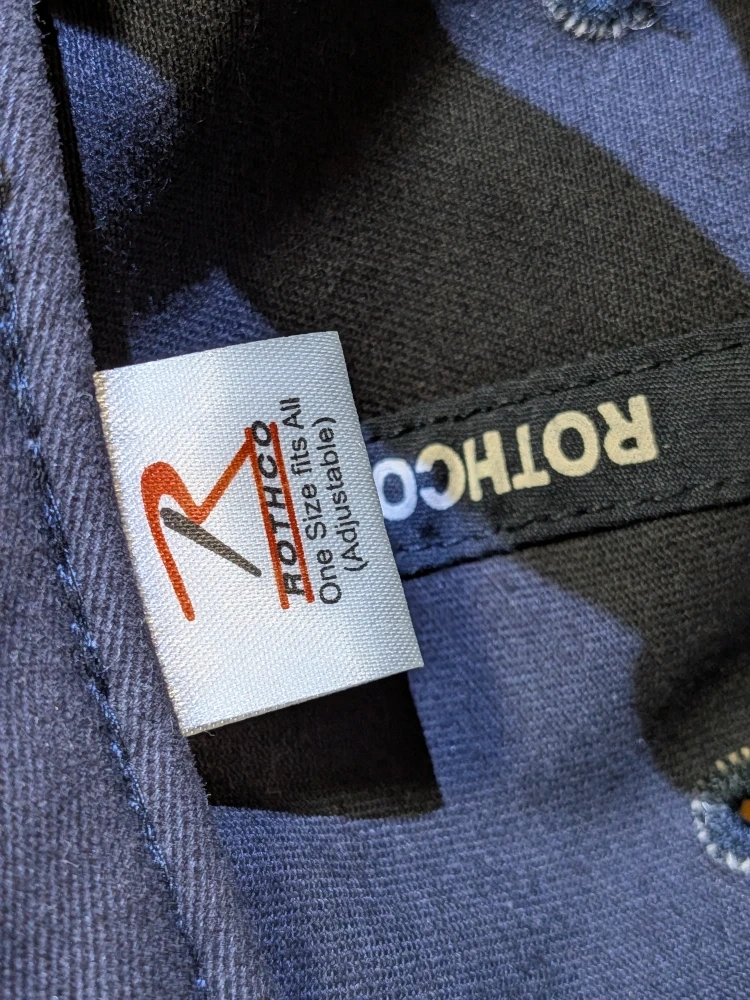 ROTHCO
One Size fits All
(Adjustable)
ROTHCO